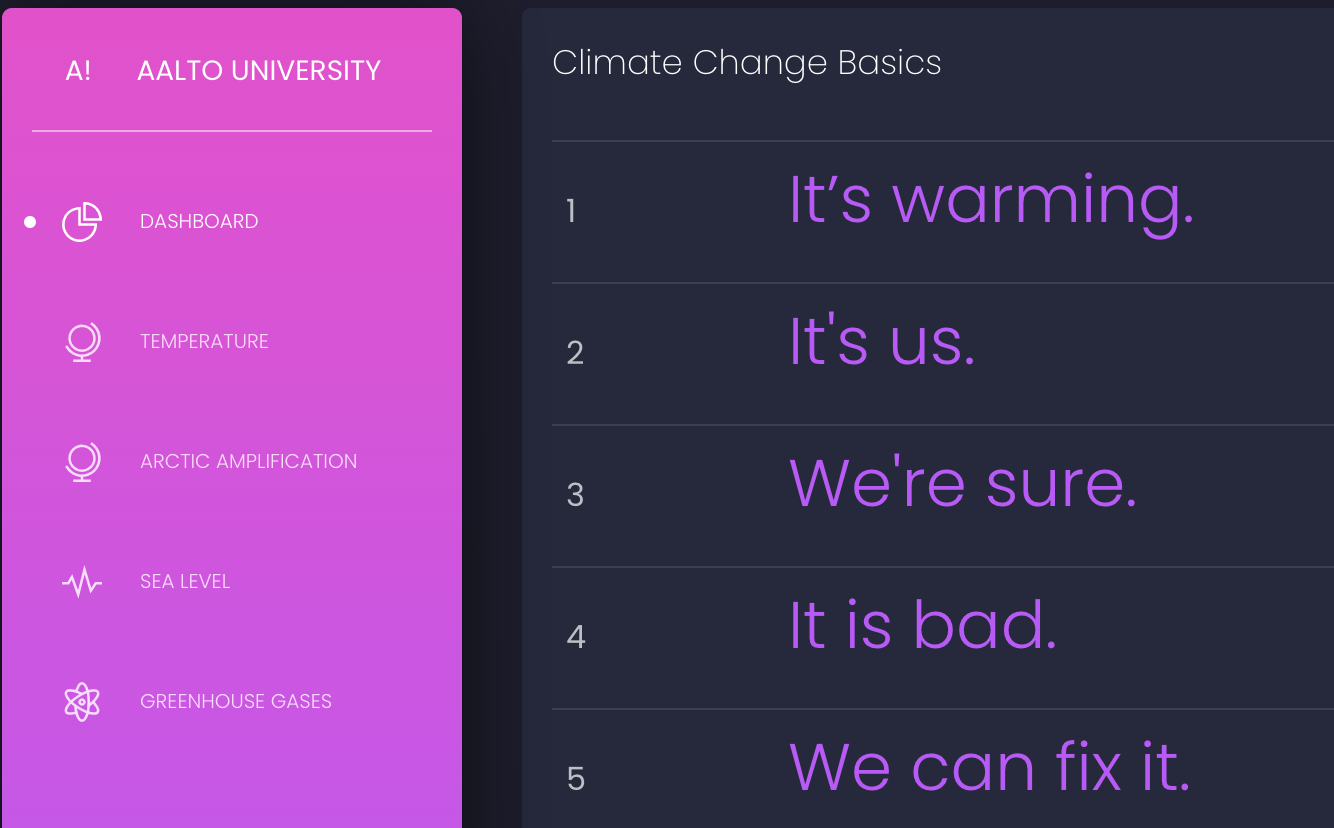 A! AALTO UNIVERSITY
DASHBOARD
TEMPERATURE
ARCTIC AMPLIFICATION
SEA LEVEL
GREENHOUSE GASES
Climate Change Basics
1 It’s warming.
2 It's us.
3 We're sure.
4 It is bad.
5 We can fix it.